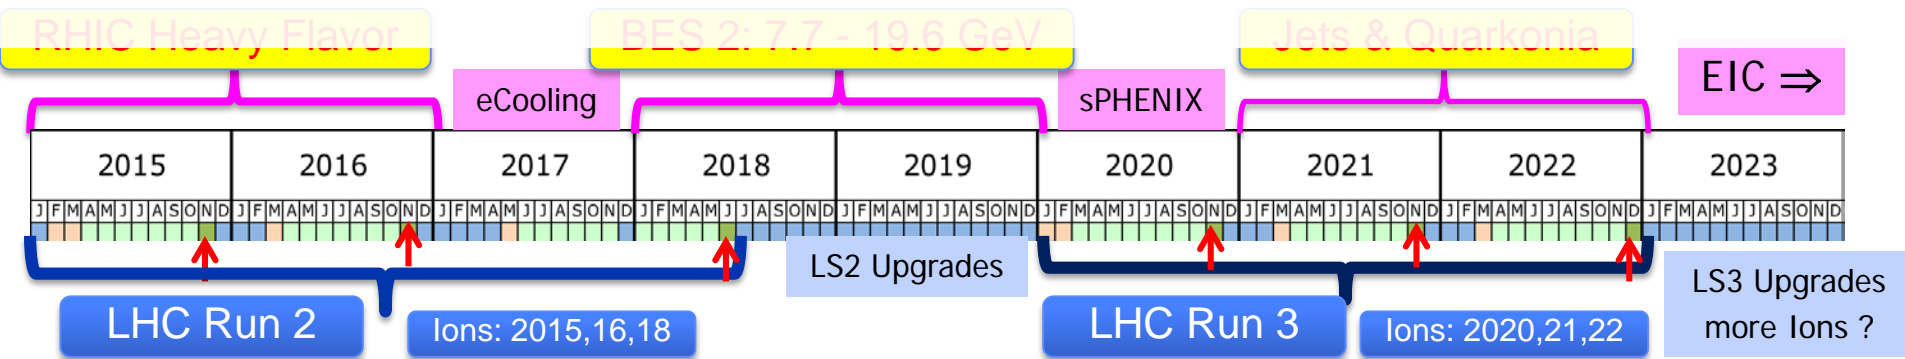 RHIC Heavy Flavor
BES 2: 7.7 - 19.6 GeV
Jets & Quarkonia
EIC ⇒
eCooling
sPHENIX
2015 2016 2017 2018 2019 2020 2021 2022 2023
J F M A M J J A S O N D J F M A M J J A S O N D J F M A M J J A S O N D J F M A M J J A S O N D J F M A M J J A S O N D J F M A M J J A S O N D J F M A M J J A S O N D J F M A M J J A S O N D J F M A M J J A S O N D
LS2 Upgrades
LS3 Upgrades
more Ions ?
LHC Run 2
Ions: 2015,16,18
LHC Run 3
Ions: 2020,21,22